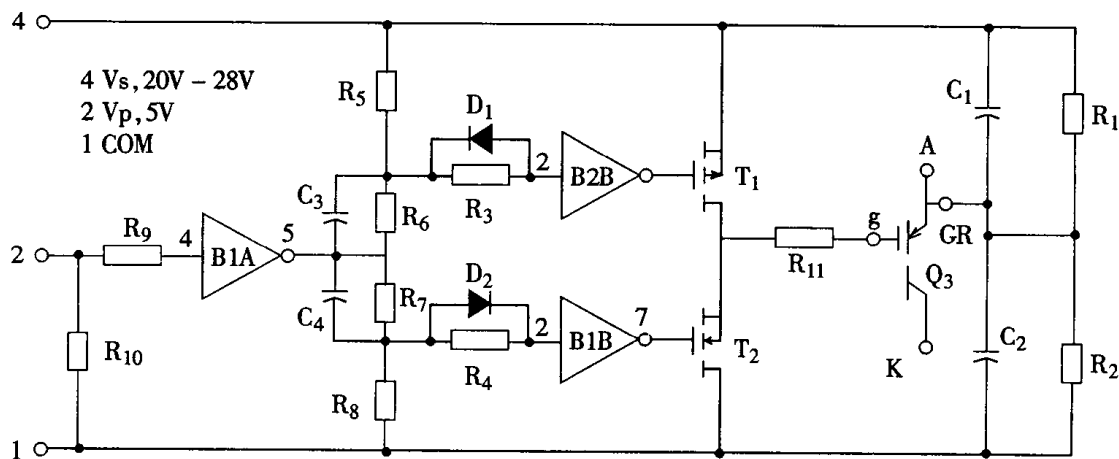 4
4 Vs, 20V – 28V
2 Vp, 5V
1 COM
R5
D1
C1
R1
A
2
B2B
T1
R3
C3
R6
R9
4
5
g
GR
2
B1A
R11
Q3
R7
D2
C4
2
7
B1B
T2
C2
R10
R4
K
R2
R8
1